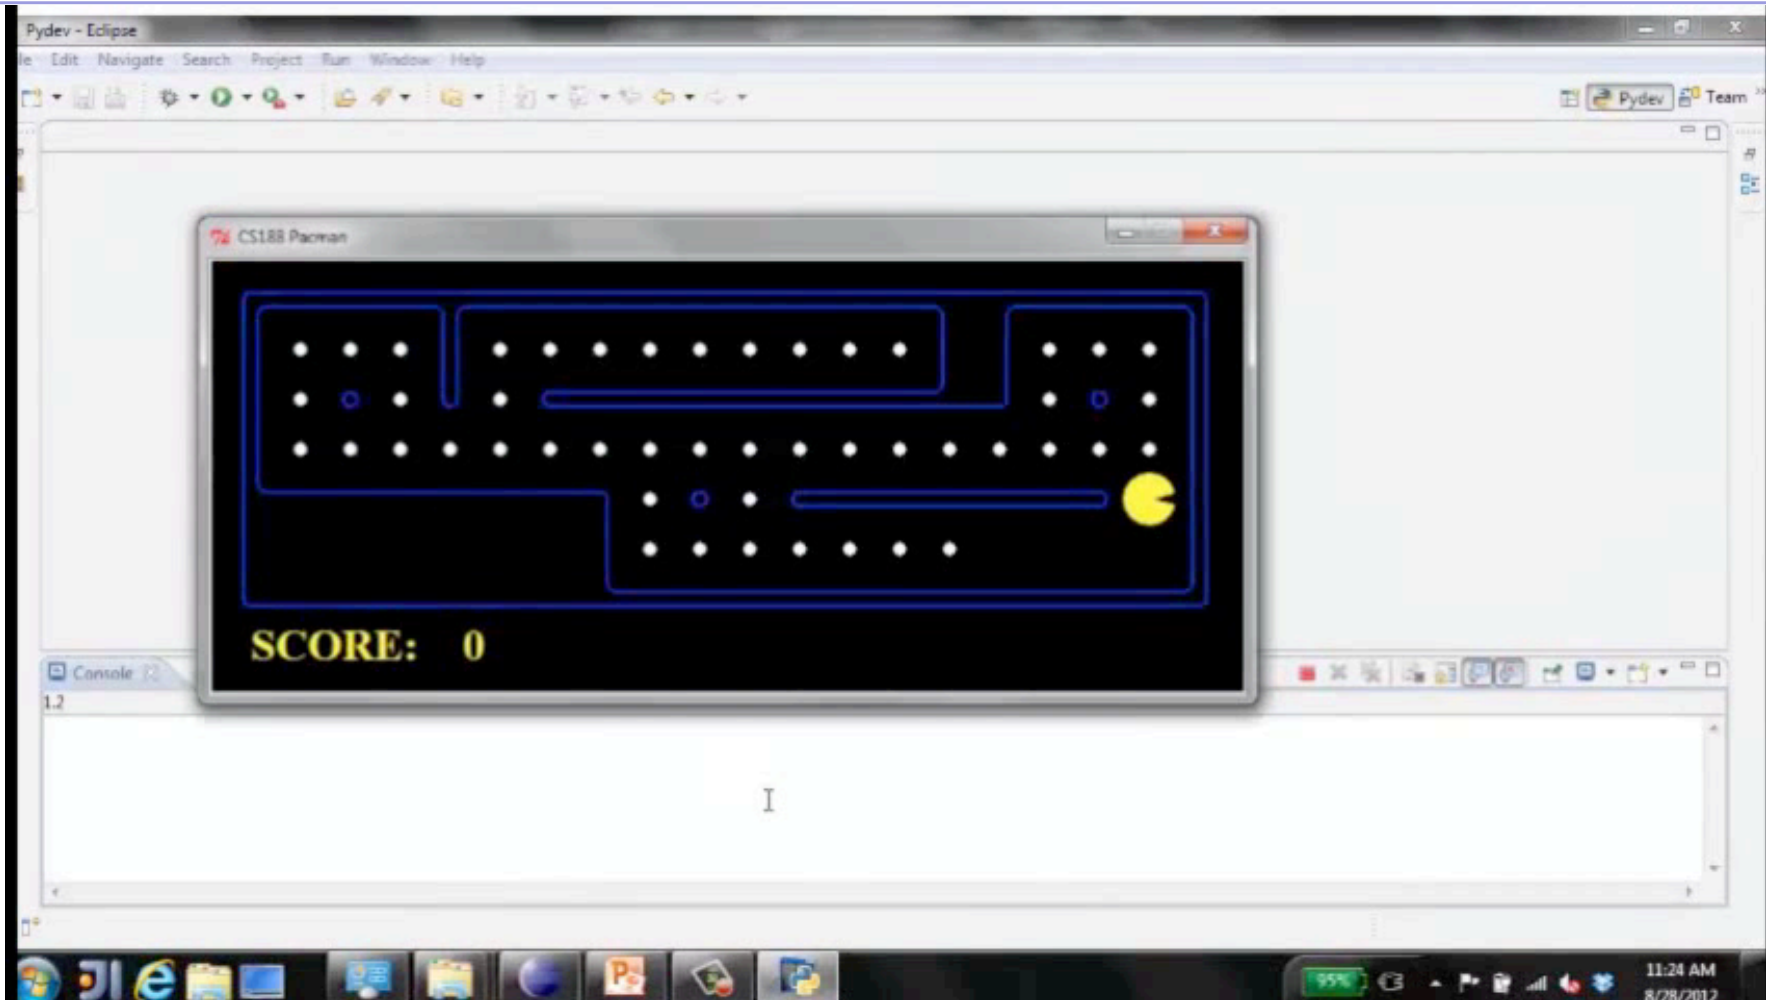 Pydev - Eclipse
le Edit Navigate Search Project Run Window Help
Pydev Team
CS188 Pacman
SCORE: 0
Console
1.2
95%
11:24 AM
8/28/2012